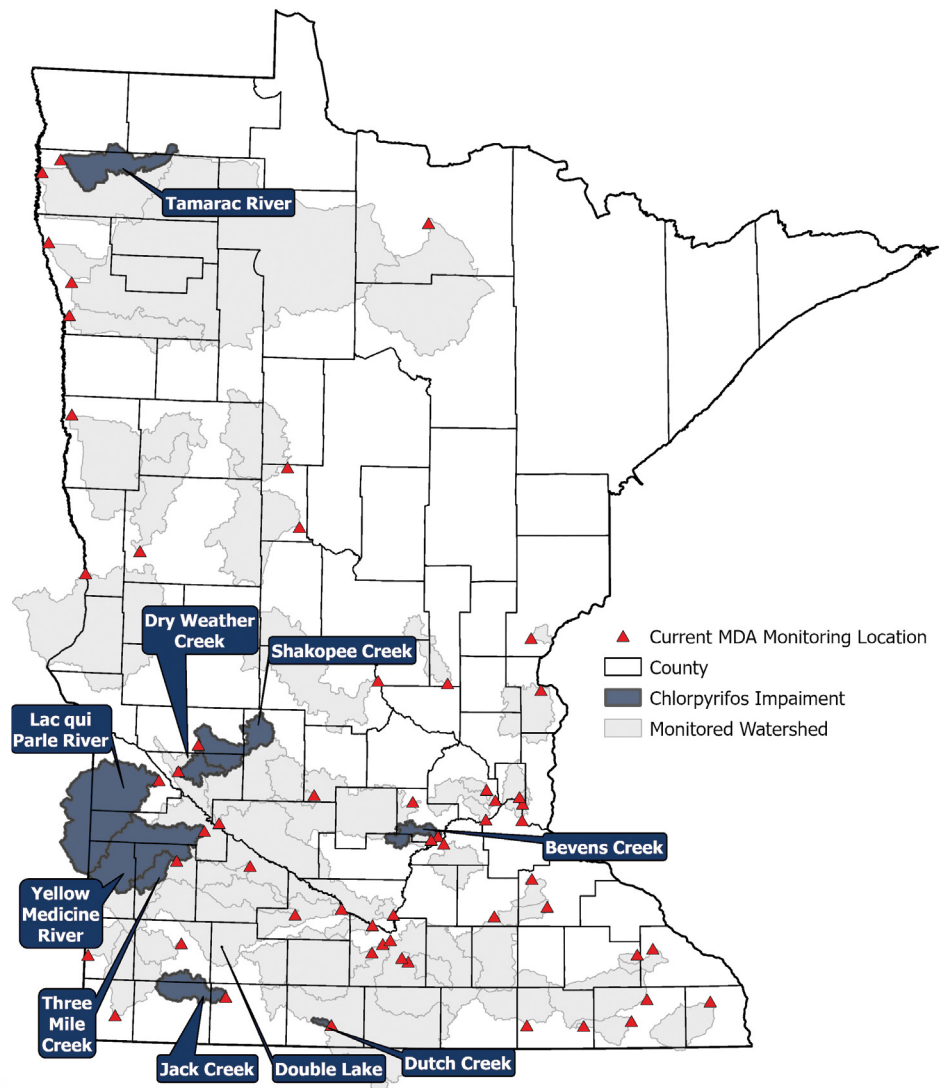 Tamarac River
Dry Weather
Creek
Shakopee Creek
Current MDA Monitoring Location
County
Chlorpyrifos Impaiment
Monitored Watershed
Lac qui
Parle River
Bevens Creek
Yellow
Medicine
River
Three
Mile
Creek
Jack Creek
Double Lake
Dutch Creek